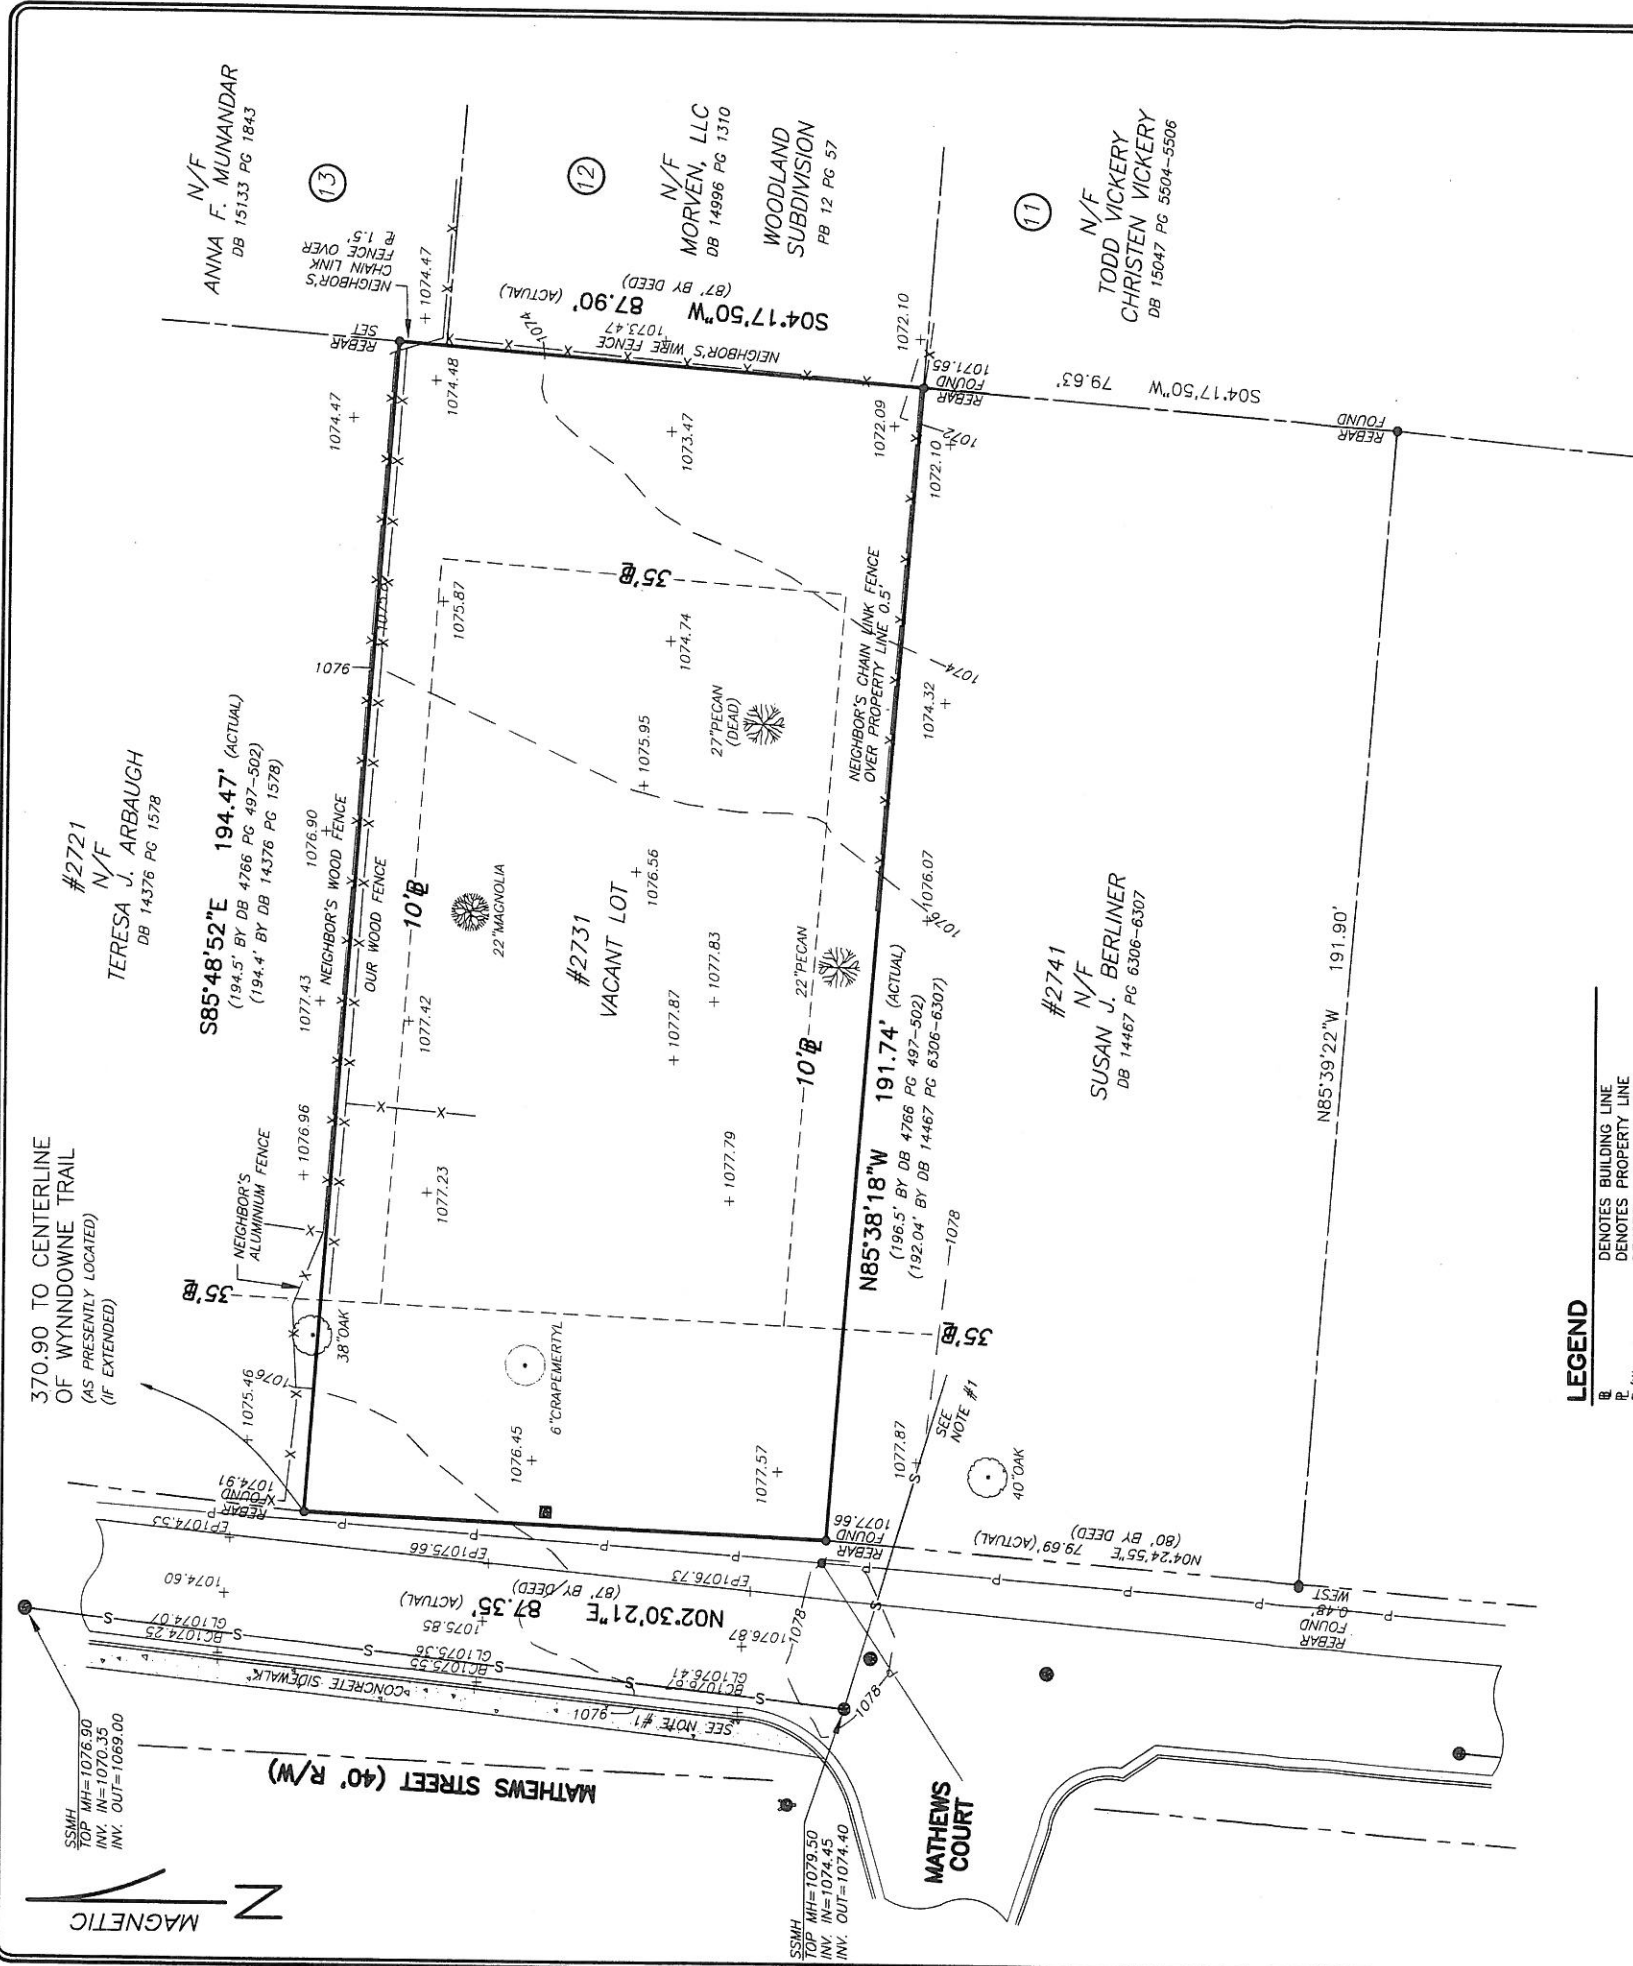 370.90 TO CENTERLINE
OF WYNNDOWNE TRAIL
(AS PRESENTLY LOCATED)
(IF EXTENDED)
#2721
N/F
TERESA J. ARBAUGH
DB 14376 PG 1578
N/F
ANNA F. MUNANDAR
DB 15133 PG 1843
13
S85°48'52"E 194.47' (ACTUAL)
(194.5' BY DB 4766 PG 497-502)
(194.4' BY DB 14376 PG 1578)
NEIGHBOR'S
CHAIN LINK
FENCE OVER
PL 1.5'
REBAR
SET
1074.47
1074.47
1074.48
1076
1076.90
1077.43
1076.96
NEIGHBOR'S WOOD FENCE
OUR WOOD FENCE
NEIGHBOR'S
ALUMINIUM FENCE
35'BL
38"OAK
1075.46
1076
1074.91
REBAR
FOUND
12
N/F
MORVEN, LLC
DB 14996 PG 1310
WOODLAND
SUBDIVISION
PB 12 PG 57
S04°17'50"W 87.90' (ACTUAL)
(87' BY DEED)
NEIGHBOR'S WIRE FENCE
1073.47
1074
1073.47
1072.10
1071.65
REBAR
FOUND
1072.09
1072
1072.10
10'BL
35'BL
1075.87
1074.74
27"PECAN
(DEAD)
1075.95
22"MAGNOLIA
#2731
VACANT LOT
1076.56
1077.42
1077.83
1077.87
22"PECAN
10'BL
1077.23
1077.79
6"CRAPEMERTYL
1076.45
1077.57
NEIGHBOR'S CHAIN LINK FENCE
OVER PROPERTY LINE 0.5'
1074
1074.32
1076.07
1076
N85°38'18"W 191.74' (ACTUAL)
(196.5' BY DB 4766 PG 497-502)
(192.04' BY DB 14467 PG 6306-6307)
1078
35'BL
11
N/F
TODD VICKERY
CHRISTEN VICKERY
DB 15047 PG 5504-5506
S04°17'50"W 79.63'
REBAR
FOUND
#2741
N/F
SUSAN J. BERLINER
DB 14467 PG 6306-6307
N85°39'22"W 191.90'
SEE
NOTE #1
1077.87
40"OAK
REBAR
FOUND
1077.66
N04°24'55"E 79.69'(ACTUAL)
(80' BY DEED)
REBAR
FOUND
0.48'
WEST
EP1074.53
EP1075.66
EP1076.73
1074.60
1075.85
1076.87
N02°30'21"E 87.35' (ACTUAL)
(87' BY DEED)
GL1074.07
BC1074.25
GL1075.36
BC1075.55
GL1076.41
BC1076.67
CONCRETE SIDEWALK
SEE NOTE #1
1076
1078
1078
MATHEWS STREET (40' R/W)
SSMH
TOP MH=1076.90
INV. IN=1070.35
INV. OUT=1069.00
SSMH
TOP MH=1079.50
INV. IN=1074.45
INV. OUT=1074.40
MATHEWS
COURT
MAGNETIC
N
LEGEND
BL DENOTES BUILDING LINE
PL DENOTES PROPERTY LINE